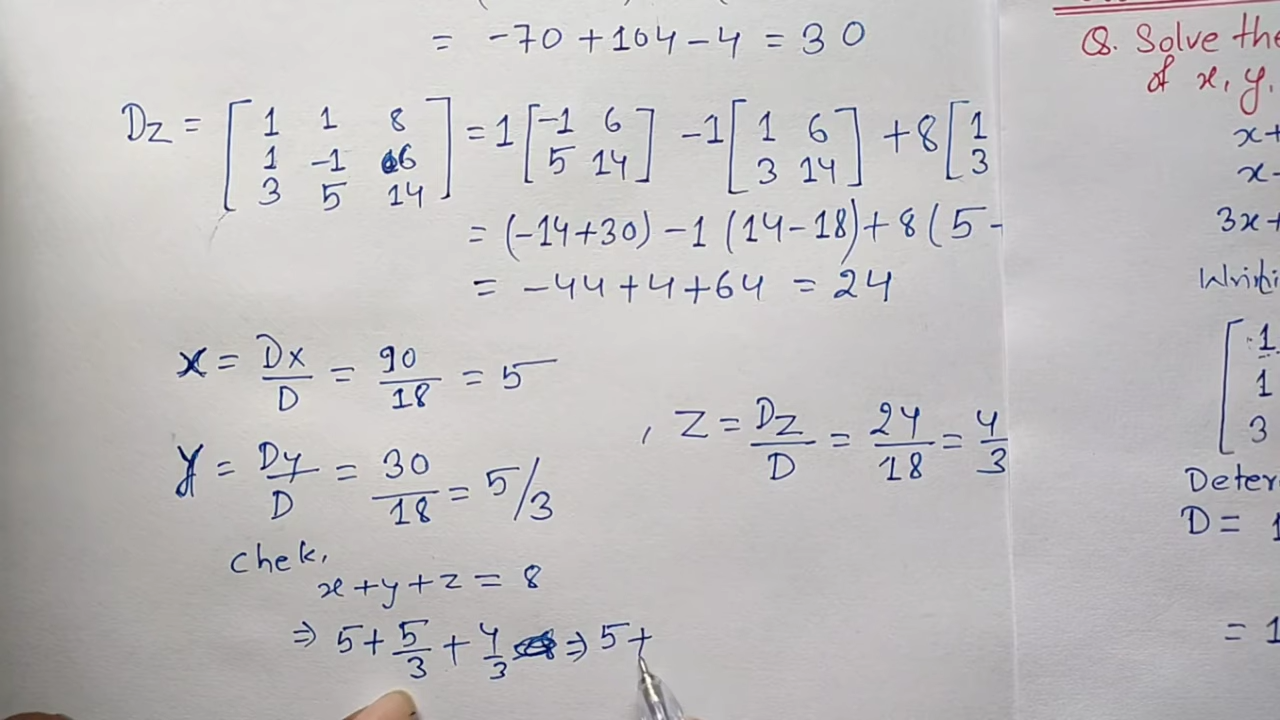 = -70 + 104 - 4 = 30
Dz = [1 1 8 = 1[-1 6] -1[1 6] + 8[1
1 -1 6 5 14 3 14 3
3 5 14]
= (-14+30) -1 (14-18) + 8 (5 -
= -44 + 4 + 64 = 24
x = Dx/D = 90/18 = 5
, z = Dz/D = 24/18 = 4/3
y = Dy/D = 30/18 = 5/3
Chek,
x+y+z = 8
⇒ 5 + 5/3 + 4/3 ⇒ 5+
Q. Solve the
of x, y,
x+
x-
3x+
Writi
[1
1
3
Deter
D = 1
= 1